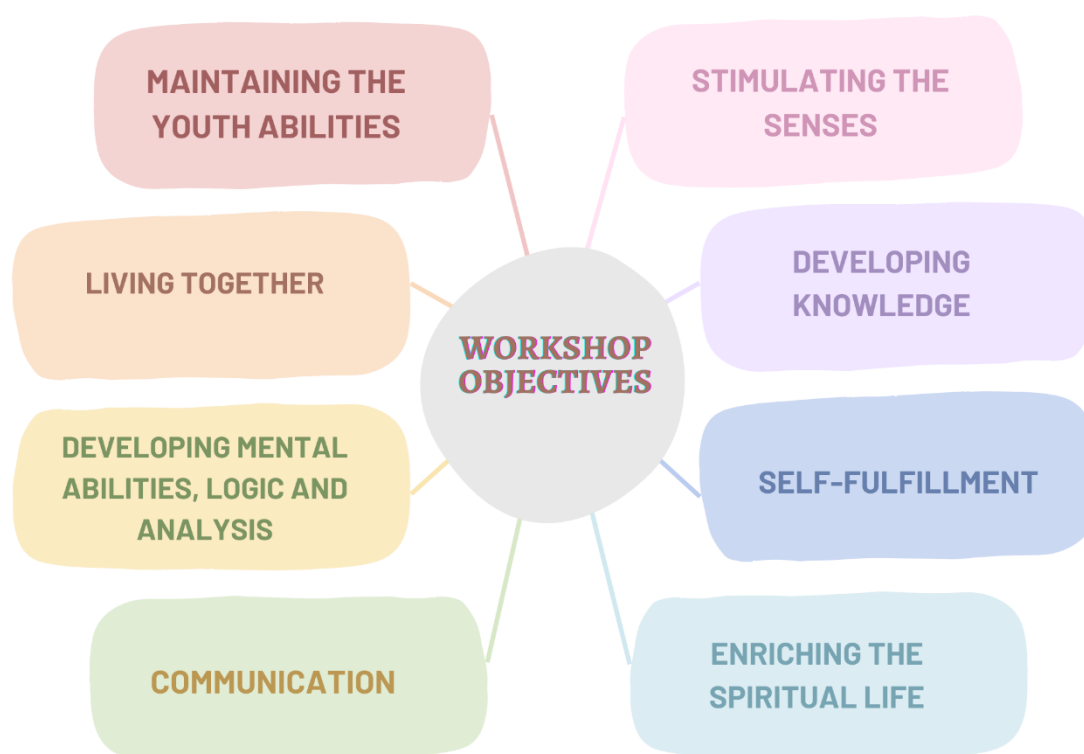 MAINTAINING THE
YOUTH ABILITIES
STIMULATING THE
SENSES
LIVING TOGETHER
DEVELOPING
KNOWLEDGE
WORKSHOP
OBJECTIVES
DEVELOPING MENTAL
ABILITIES, LOGIC AND
ANALYSIS
SELF-FULFILLMENT
COMMUNICATION
ENRICHING THE
SPIRITUAL LIFE